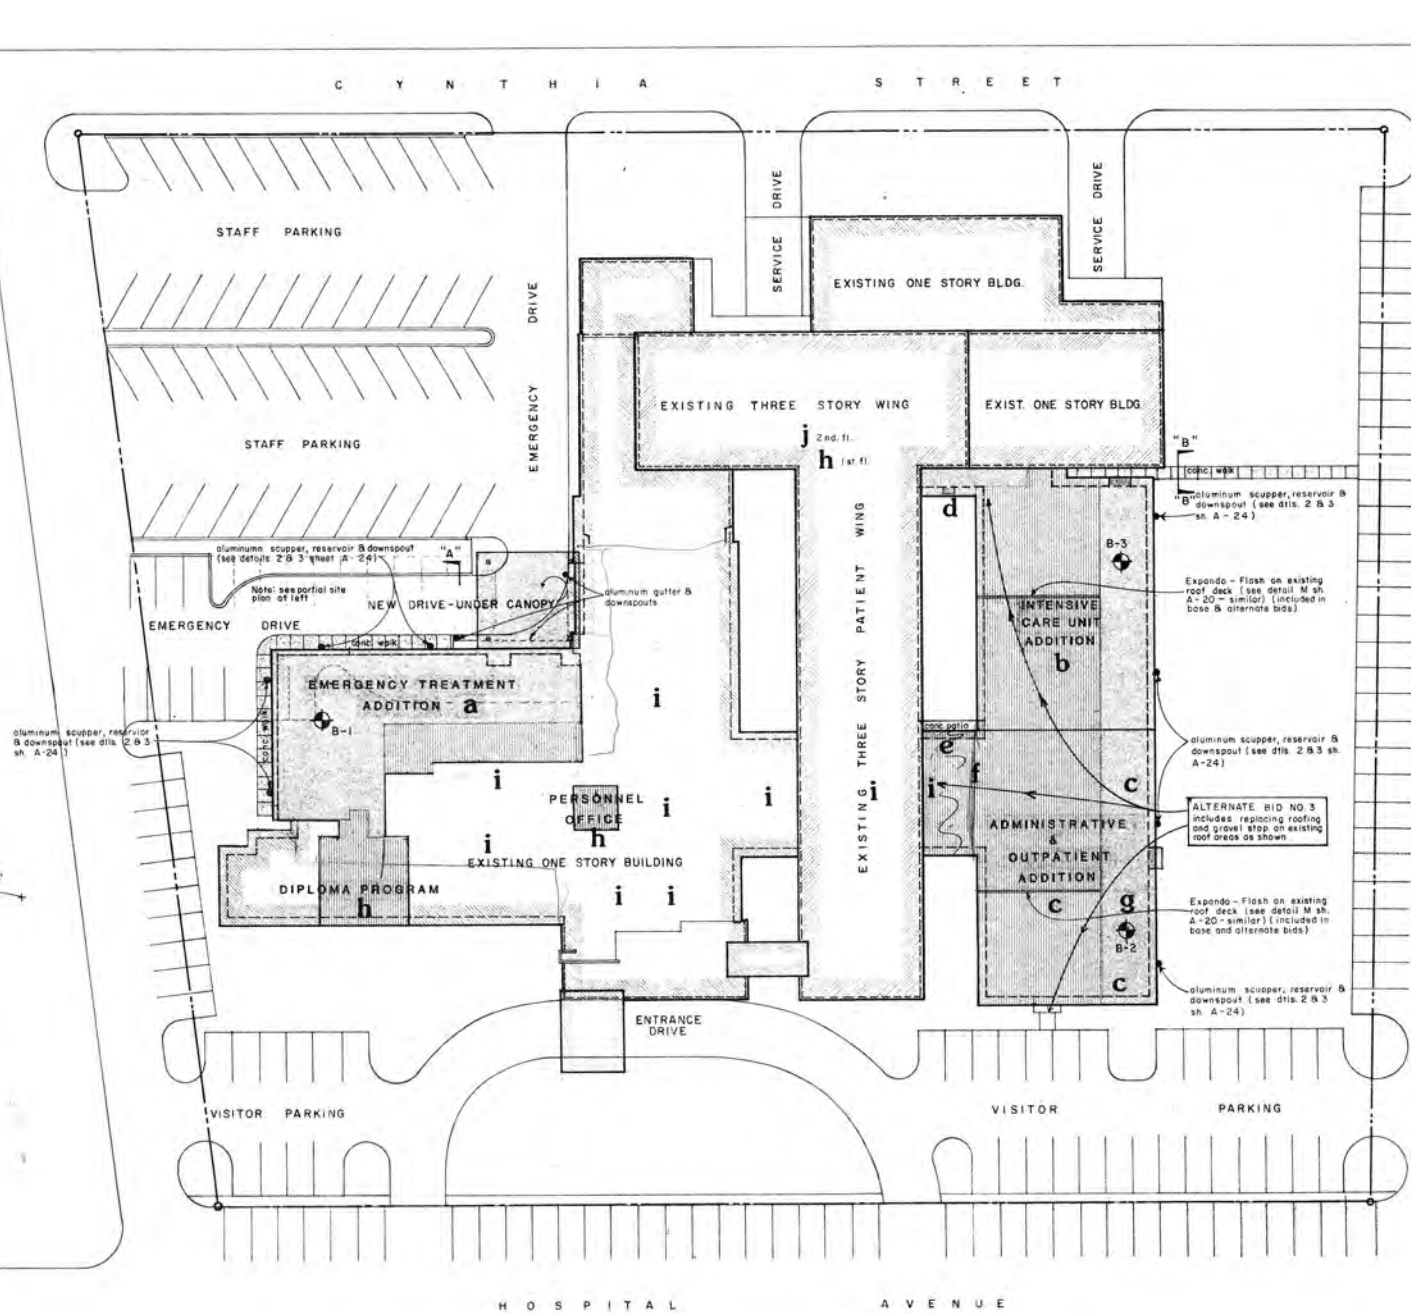 CYNTHIA STREET
STAFF PARKING
EMERGENCY DRIVE
SERVICE DRIVE
SERVICE DRIVE
EXISTING ONE STORY BLDG.
EXISTING THREE STORY WING
j 2nd. fl.
h 1st fl.
EXIST. ONE STORY BLDG.
STAFF PARKING
"B"
conc. walk
"B"
aluminum scupper, reservoir &
downspout (see dtls. 2 & 3
sh. A-24)
d
B-3
aluminumn scupper, reservoir & downspout
(see details 2 & 3 sheet A-24)
"A"
Note: see partial site
plan at left
NEW DRIVE-UNDER CANOPY
aluminum gutter &
downspouts
EMERGENCY DRIVE
conc. walk
Expando-Flash on existing
roof deck (see detail M sh.
A-20 - similar) (included in
base & alternate bids)
INTENSIVE
CARE UNIT
ADDITION
b
EXISTING THREE STORY PATIENT WING
i
EMERGENCY TREATMENT
ADDITION a
B-1
i
conc. walk
aluminum scupper, reservior
& downspout (see dtls. 2 & 3
sh. A-24)
conc. patio
e
f
i
c
aluminum scupper, reservoir &
downspout (see dtls. 2 & 3 sh.
A-24)
i
PERSONNEL
OFFICE
h
i
i
i
EXISTING ONE STORY BUILDING
ADMINISTRATIVE
&
OUTPATIENT
ADDITION
ALTERNATE BID NO. 3
includes replacing roofing
and gravel stop on existing
roof areas as shown
DIPLOMA PROGRAM
h
i
i
c
g
B-2
c
Expando-Flash on existing
roof deck (see detail M sh.
A-20-similar) (included in
base and alternate bids)
aluminum scupper, reservoir &
downspout (see dtls. 2 & 3
sh. A-24)
ENTRANCE
DRIVE
VISITOR PARKING
VISITOR PARKING
HOSPITAL AVENUE